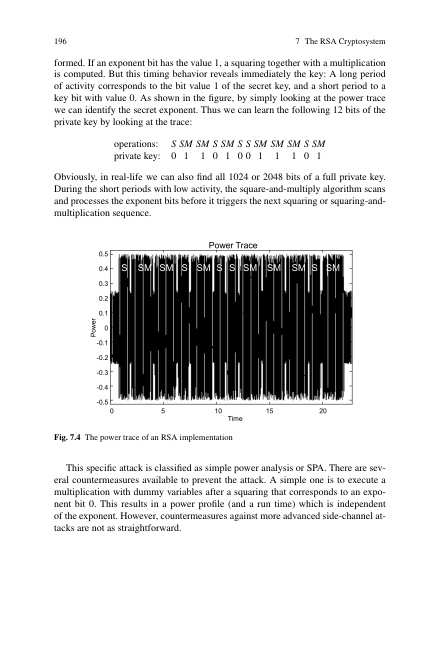 196
7 The RSA Cryptosystem
formed. If an exponent bit has the value 1, a squaring together with a multiplication
is computed. But this timing behavior reveals immediately the key: A long period
of activity corresponds to the bit value 1 of the secret key, and a short period to a
key bit with value 0. As shown in the figure, by simply looking at the power trace
we can identify the secret exponent. Thus we can learn the following 12 bits of the
private key by looking at the trace:
operations: S SM SM S SM S S SM SM SM S SM
private key: 0 1 1 0 1 0 0 1 1 1 0 1
Obviously, in real-life we can also find all 1024 or 2048 bits of a full private key.
During the short periods with low activity, the square-and-multiply algorithm scans
and processes the exponent bits before it triggers the next squaring or squaring-and-
multiplication sequence.
Power Trace
0.5
0.4
0.3
0.2
0.1
0
-0.1
-0.2
-0.3
-0.4
-0.5
Power
S SM SM S SM S S SM SM SM S SM
0 5 10 15 20
Time
Fig. 7.4 The power trace of an RSA implementation
This specific attack is classified as simple power analysis or SPA. There are sev-
eral countermeasures available to prevent the attack. A simple one is to execute a
multiplication with dummy variables after a squaring that corresponds to an expo-
nent bit 0. This results in a power profile (and a run time) which is independent
of the exponent. However, countermeasures against more advanced side-channel at-
tacks are not as straightforward.